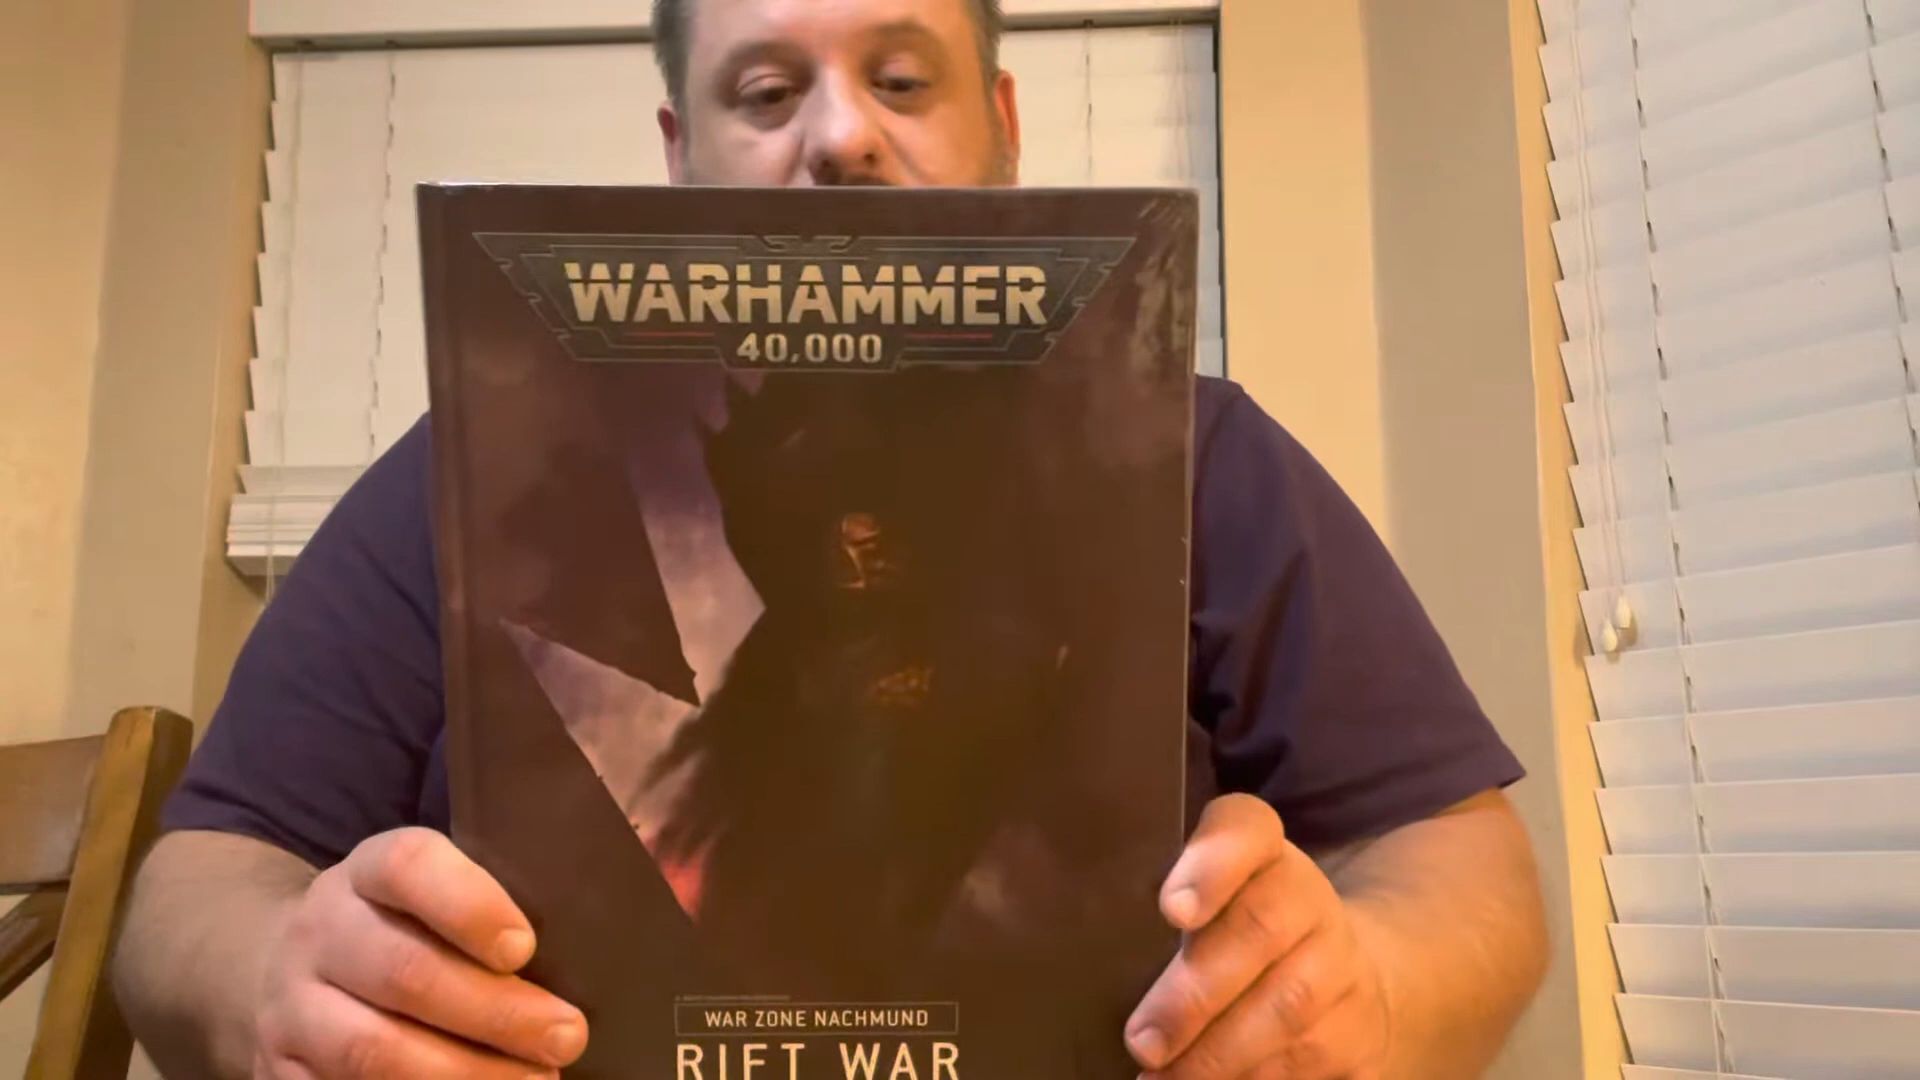 WARHAMMER
40,000
WAR ZONE NACHMUND
RIFT WAR